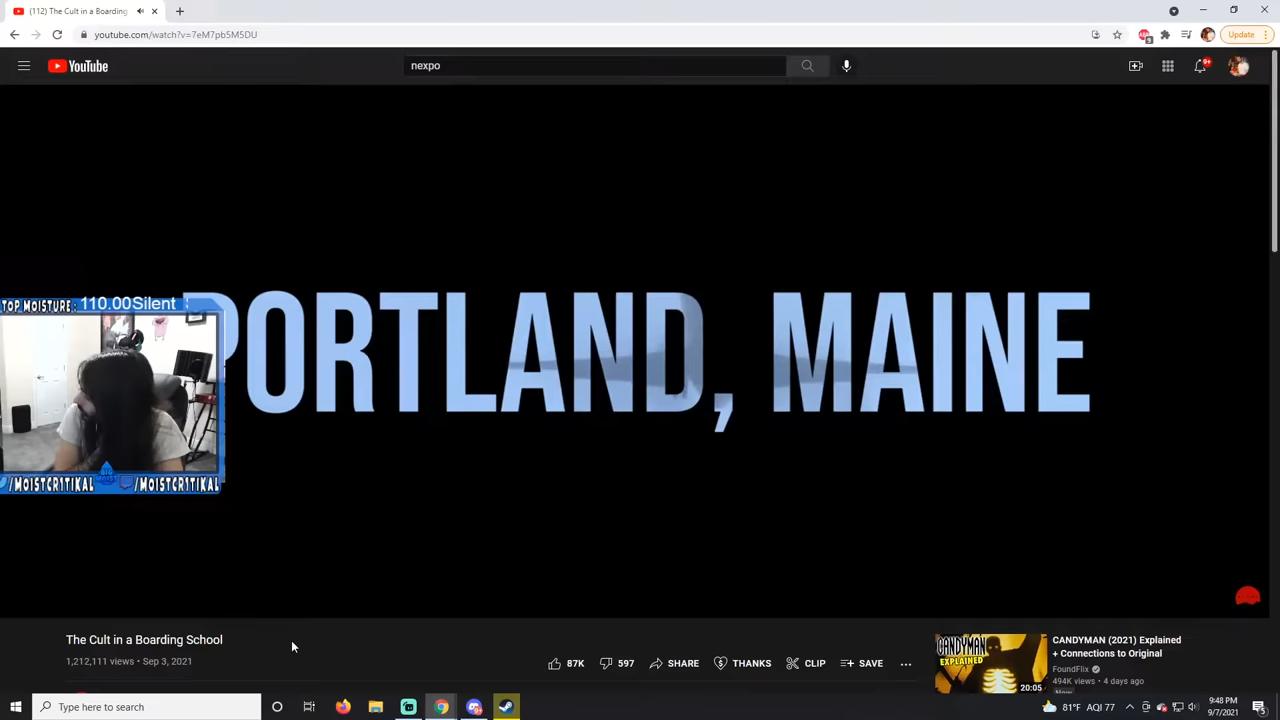 (112) The Cult in a Boarding
youtube.com/watch?v=7eM7pb5M5DU
Update
YouTube
nexpo
9+
PORTLAND, MAINE
TOP MOISTURE: 110.00Silent
/MOISTCR1TIKAL
/MOISTCR1TIKAL
The Cult in a Boarding School
1,212,111 views • Sep 3, 2021
87K
597
SHARE
THANKS
CLIP
SAVE
CANDYMAN
EXPLAINED
20:05
CANDYMAN (2021) Explained
+ Connections to Original
FoundFlix
494K views • 4 days ago
Type here to search
81°F AQI 77
9:48 PM
9/7/2021